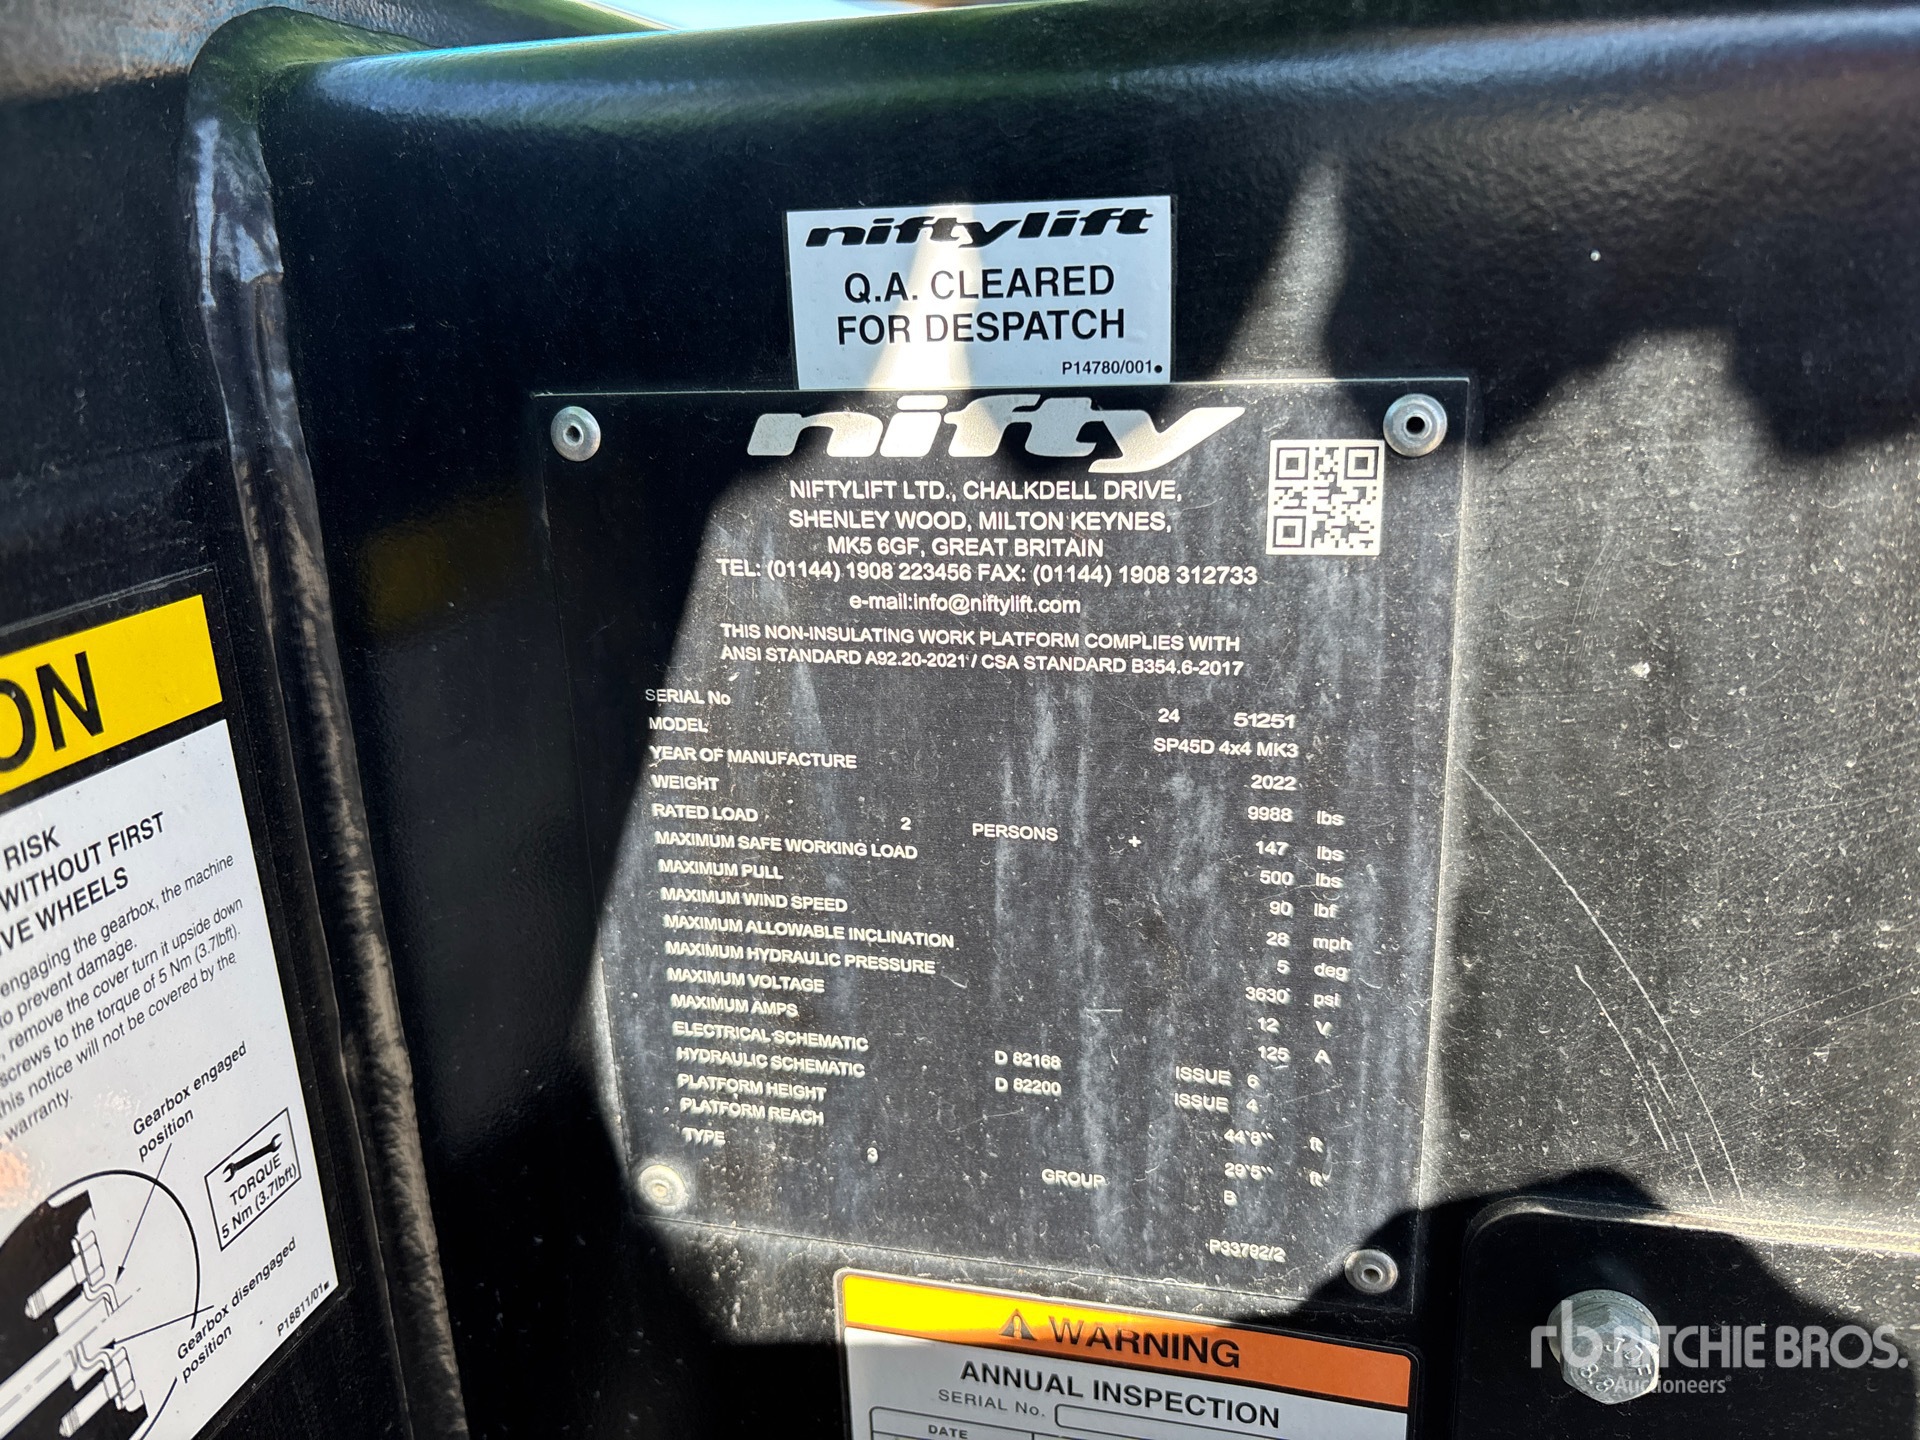 niftylift
Q.A. CLEARED
FOR DESPATCH
P14780/001
nifty
NIFTYLIFT LTD., CHALKDELL DRIVE,
SHENLEY WOOD, MILTON KEYNES,
MK5 6GF, GREAT BRITAIN
TEL: (01144) 1908 223456 FAX: (01144) 1908 312733
e-mail:info@niftylift.com
THIS NON-INSULATING WORK PLATFORM COMPLIES WITH
ANSI STANDARD A92.20-2021 / CSA STANDARD B354.6-2017
SERIAL No 24 51251
MODEL SP45D 4x4 MK3
YEAR OF MANUFACTURE 2022
WEIGHT 9988 lbs
RATED LOAD 2 PERSONS + 147 lbs
MAXIMUM SAFE WORKING LOAD 500 lbs
MAXIMUM PULL 90 lbf
MAXIMUM WIND SPEED 28 mph
MAXIMUM ALLOWABLE INCLINATION 5 deg
MAXIMUM HYDRAULIC PRESSURE 3630 psi
MAXIMUM VOLTAGE 12 V
MAXIMUM AMPS 125 A
ELECTRICAL SCHEMATIC D 82168 ISSUE 6
HYDRAULIC SCHEMATIC D 82200 ISSUE 4
PLATFORM HEIGHT 44'8'' ft
PLATFORM REACH 29'5'' ft
TYPE 3 GROUP B
P33792/2
WARNING
ANNUAL INSPECTION
SERIAL No.
DATE
ON
RISK
WITHOUT FIRST
VE WHEELS
engaging the gearbox, the machine
to prevent damage.
, remove the cover turn it upside down
screws to the torque of 5 Nm (3.7lbft).
this notice will not be covered by the
warranty.
Gearbox engaged
position
TORQUE
5 Nm (3.7lbft)
Gearbox disengaged
position
P18811/01
rb RITCHIE BROS.
Auctioneers